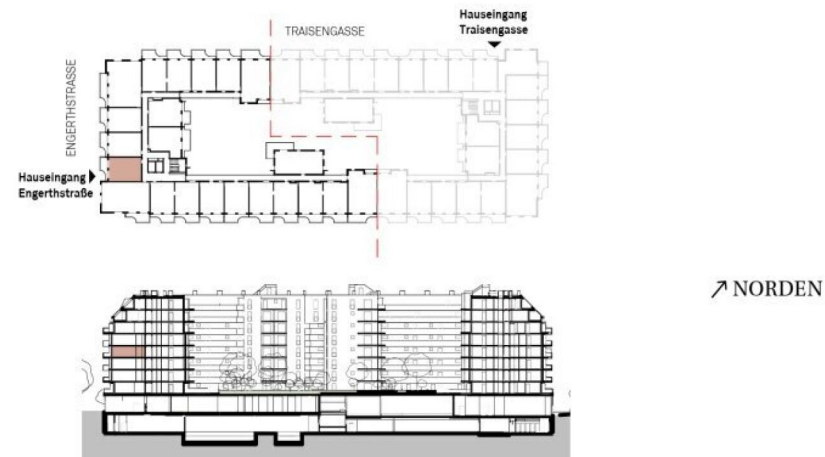 Hauseingang
Traisengasse
TRAISENGASSE
ENGERTHSTRASSE
Hauseingang
Engerthstraße
↗ NORDEN